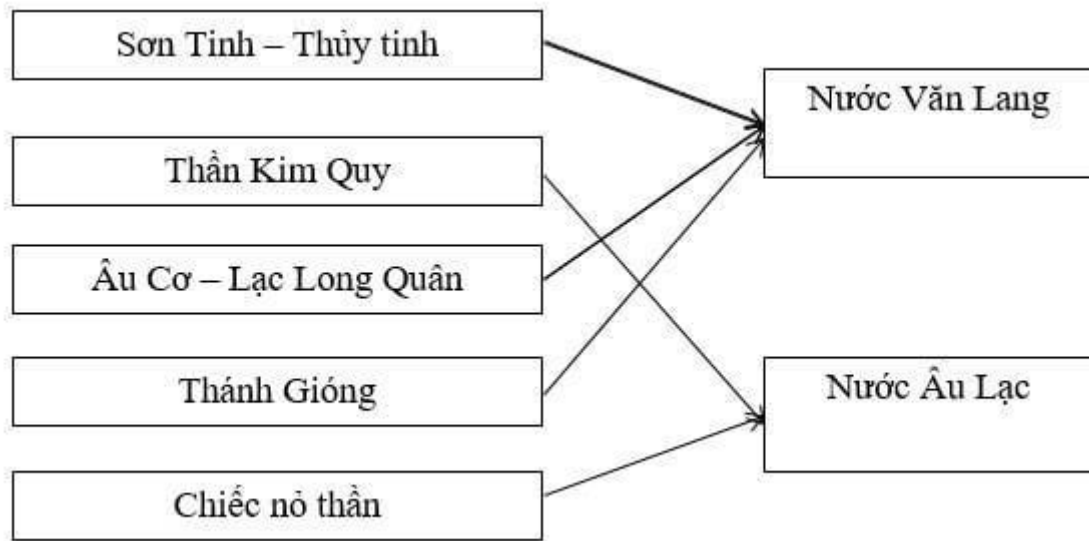 Sơn Tinh – Thủy tinh
Nước Văn Lang
Thần Kim Quy
Âu Cơ – Lạc Long Quân
Thánh Gióng
Nước Âu Lạc
Chiếc nỏ thần